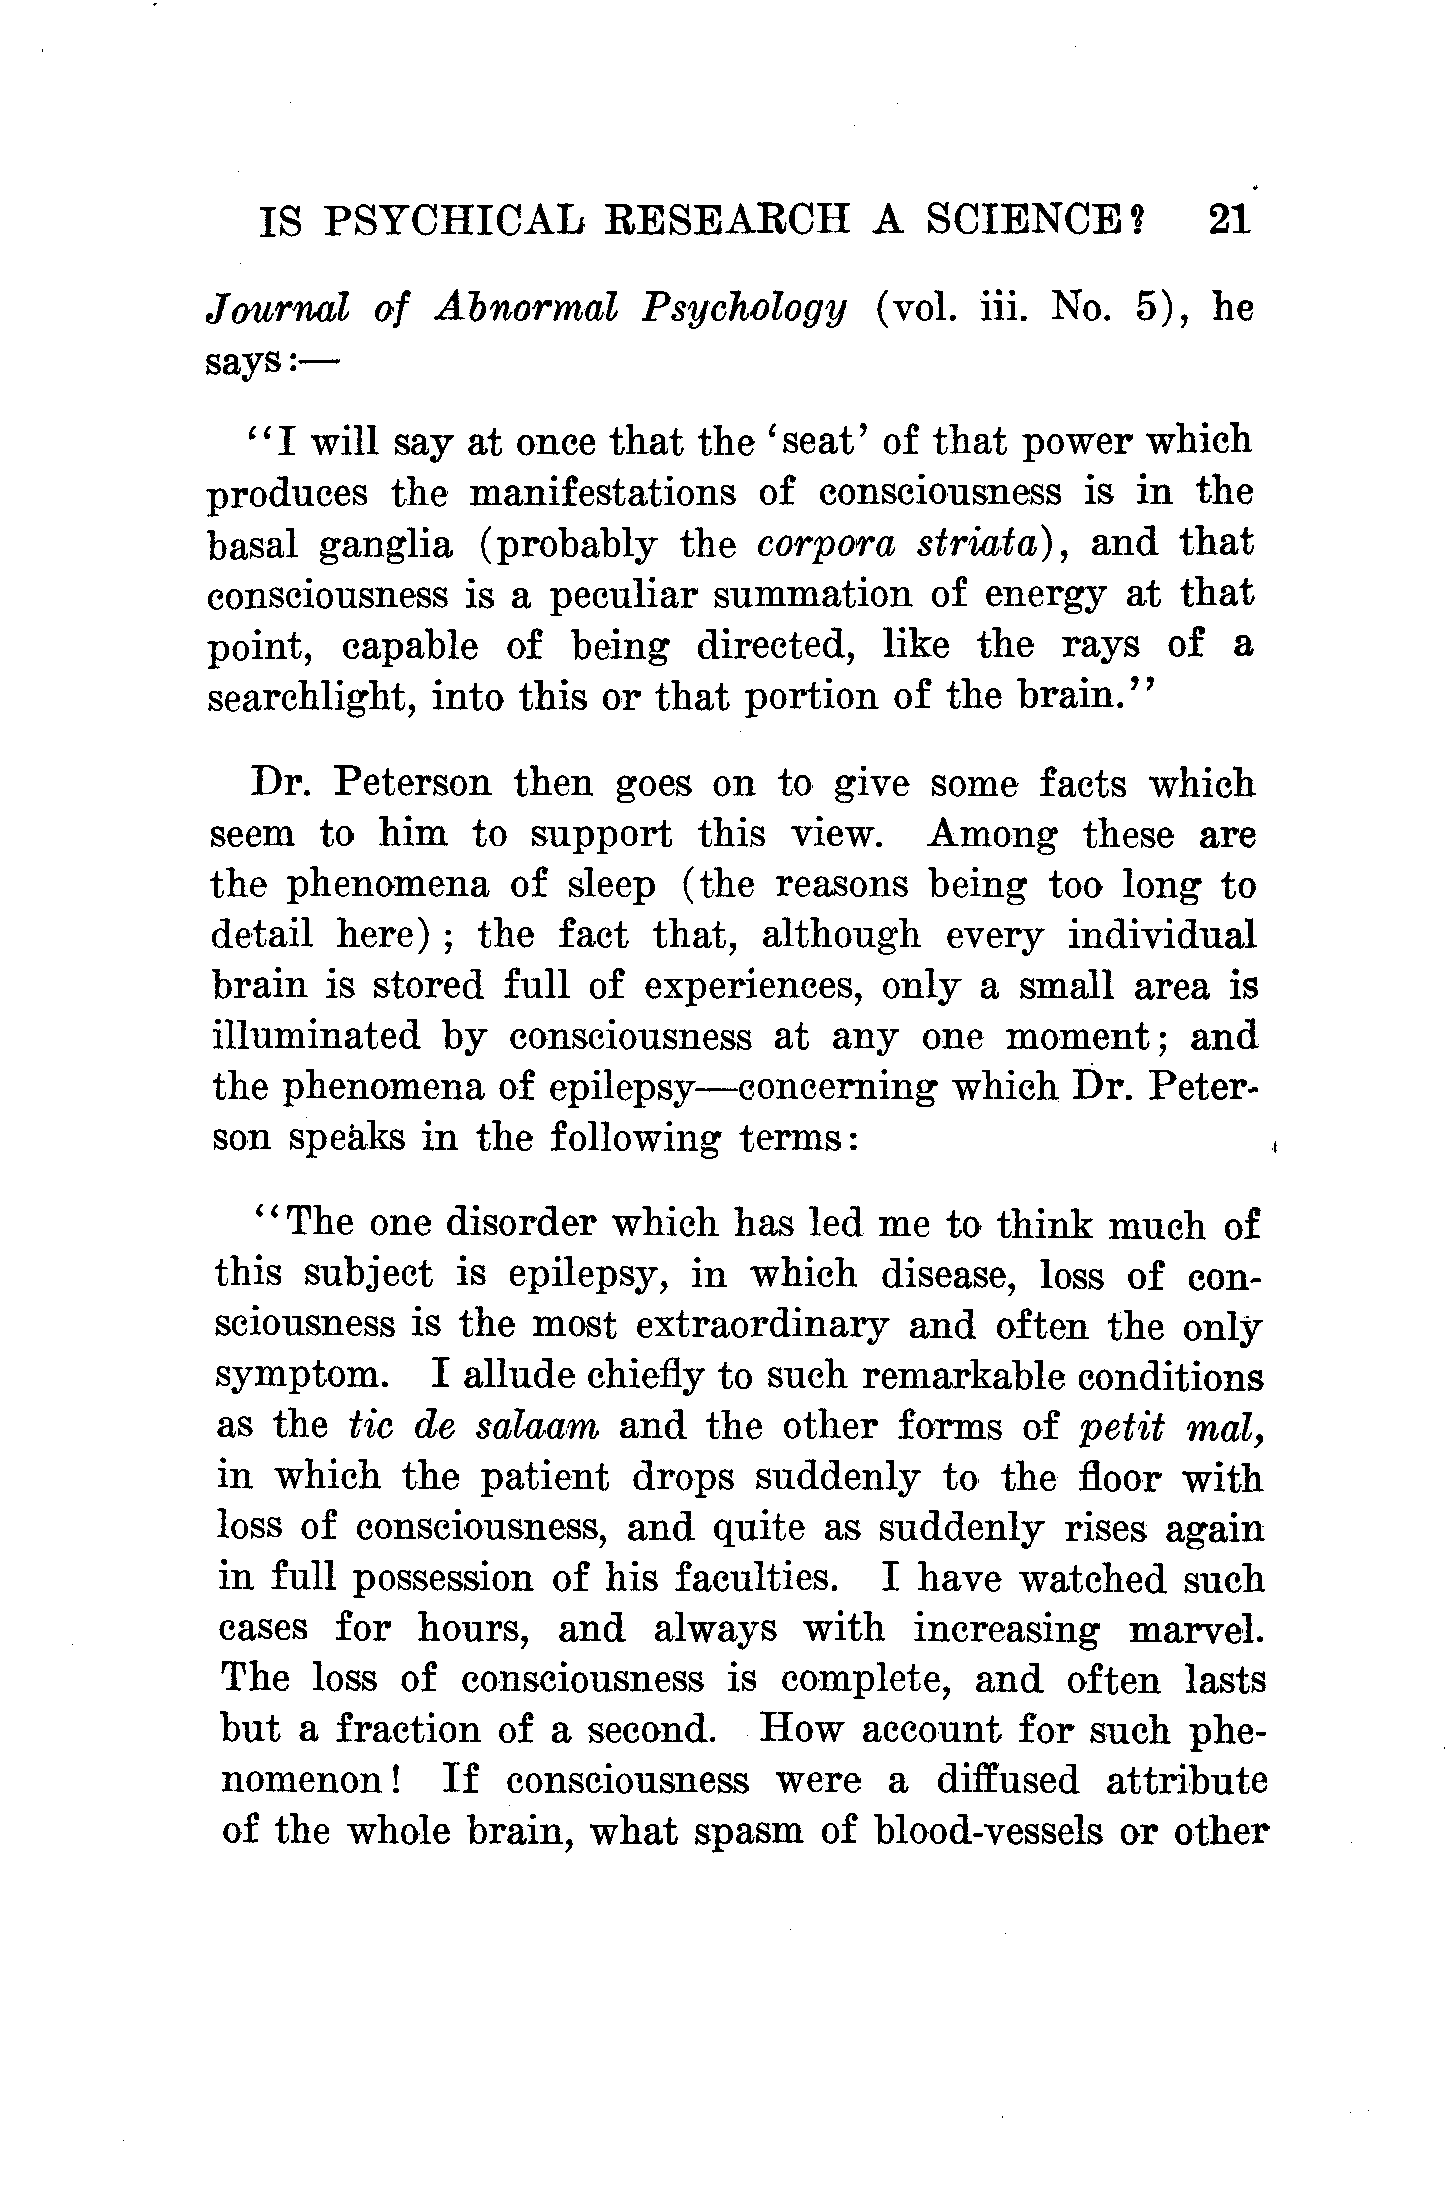 IS PSYCHICAL RESEARCH A SCIENCE? 21
Journal of Abnormal Psychology (vol. iii. No. 5), he
says:—
"I will say at once that the 'seat' of that power which
produces the manifestations of consciousness is in the
basal ganglia (probably the corpora striata), and that
consciousness is a peculiar summation of energy at that
point, capable of being directed, like the rays of a
searchlight, into this or that portion of the brain."
Dr. Peterson then goes on to give some facts which
seem to him to support this view. Among these are
the phenomena of sleep (the reasons being too long to
detail here); the fact that, although every individual
brain is stored full of experiences, only a small area is
illuminated by consciousness at any one moment; and
the phenomena of epilepsy—concerning which Dr. Peter-
son speaks in the following terms:
"The one disorder which has led me to think much of
this subject is epilepsy, in which disease, loss of con-
sciousness is the most extraordinary and often the only
symptom. I allude chiefly to such remarkable conditions
as the tic de salaam and the other forms of petit mal,
in which the patient drops suddenly to the floor with
loss of consciousness, and quite as suddenly rises again
in full possession of his faculties. I have watched such
cases for hours, and always with increasing marvel.
The loss of consciousness is complete, and often lasts
but a fraction of a second. How account for such phe-
nomenon! If consciousness were a diffused attribute
of the whole brain, what spasm of blood-vessels or other